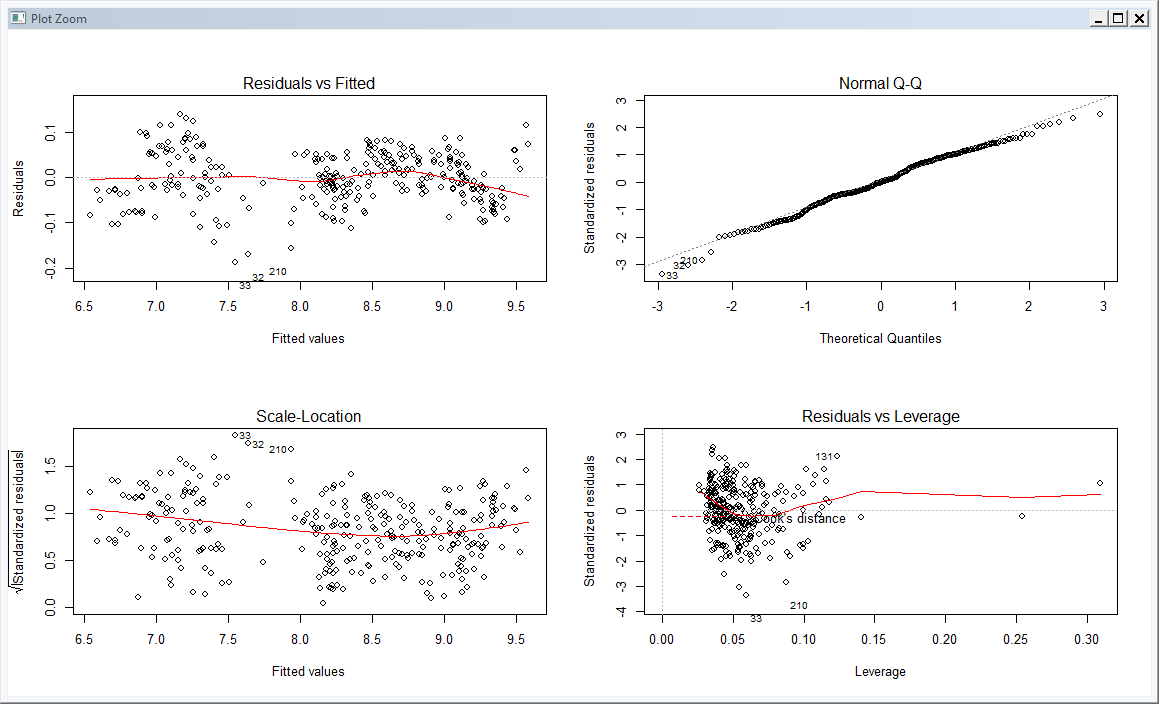 Plot Zoom
Residuals vs Fitted
Residuals
0.1
0.0
-0.1
-0.2
210
32
33
6.5 7.0 7.5 8.0 8.5 9.0 9.5
Fitted values
Normal Q-Q
Standardized residuals
3
2
1
0
-1
-2
-3
210
32
33
-3 -2 -1 0 1 2 3
Theoretical Quantiles
Scale-Location
√|Standardized residuals|
1.5
1.0
0.5
0.0
33
32
210
6.5 7.0 7.5 8.0 8.5 9.0 9.5
Fitted values
Residuals vs Leverage
Standardized residuals
3
2
1
0
-1
-2
-3
-4
131
Cook's distance
210
33
0.00 0.05 0.10 0.15 0.20 0.25 0.30
Leverage